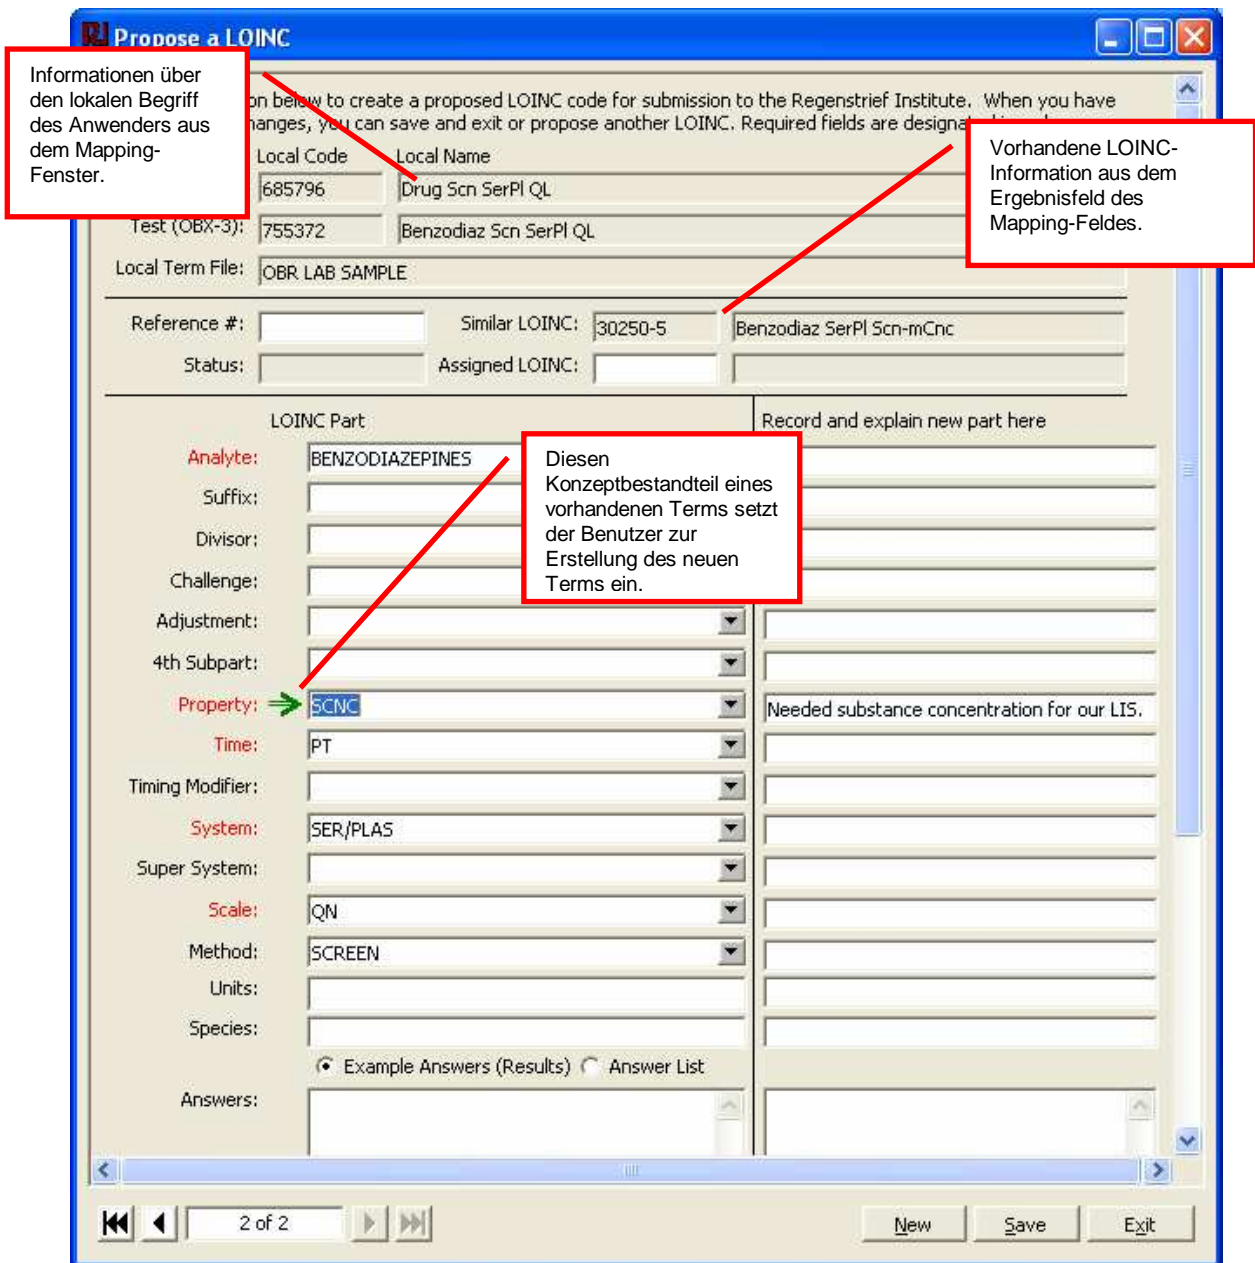 Propose a LOINC
Informationen über
den lokalen Begriff
des Anwenders aus
dem Mapping-
Fenster.
on below to create a proposed LOINC code for submission to the Regenstrief Institute. When you have
hanges, you can save and exit or propose another LOINC. Required fields are designated
Vorhandene LOINC-
Information aus dem
Ergebnisfeld des
Mapping-Feldes.
Local Code Local Name
685796 Drug Scn SerPl QL
Test (OBX-3): 755372 Benzodiaz Scn SerPl QL
Local Term File: OBR LAB SAMPLE
Reference #: Similar LOINC: 30250-5 Benzodiaz SerPl Scn-mCnc
Status: Assigned LOINC:
LOINC Part Record and explain new part here
Analyte: BENZODIAZEPINES
Diesen
Konzeptbestandteil eines
vorhandenen Terms setzt
der Benutzer zur
Erstellung des neuen
Terms ein.
Suffix:
Divisor:
Challenge:
Adjustment:
4th Subpart:
Property: SCNC Needed substance concentration for our LIS.
Time: PT
Timing Modifier:
System: SER/PLAS
Super System:
Scale: QN
Method: SCREEN
Units:
Species:
Example Answers (Results) Answer List
Answers:
2 of 2 New Save Exit